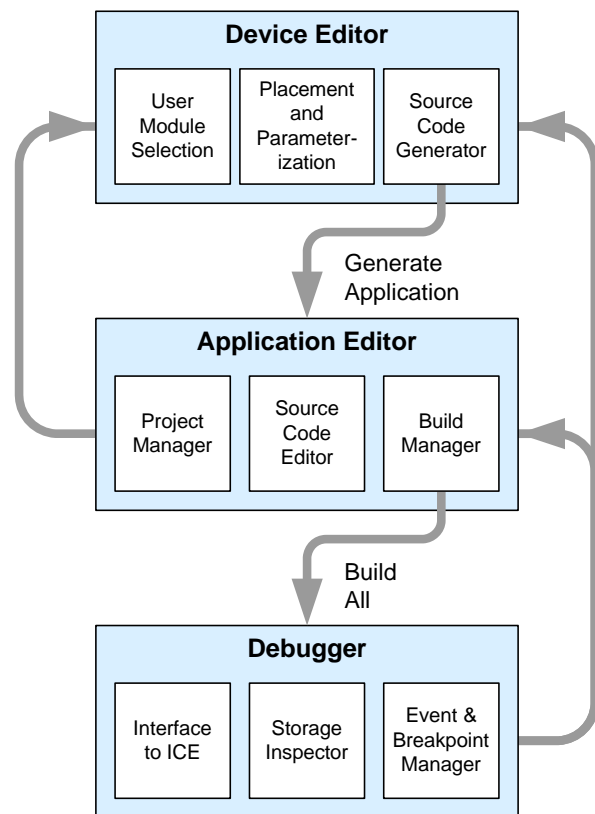 Device Editor
User
Module
Selection
Placement
and
Parameter-
ization
Source
Code
Generator
Generate
Application
Application Editor
Project
Manager
Source
Code
Editor
Build
Manager
Build
All
Debugger
Interface
to ICE
Storage
Inspector
Event &
Breakpoint
Manager